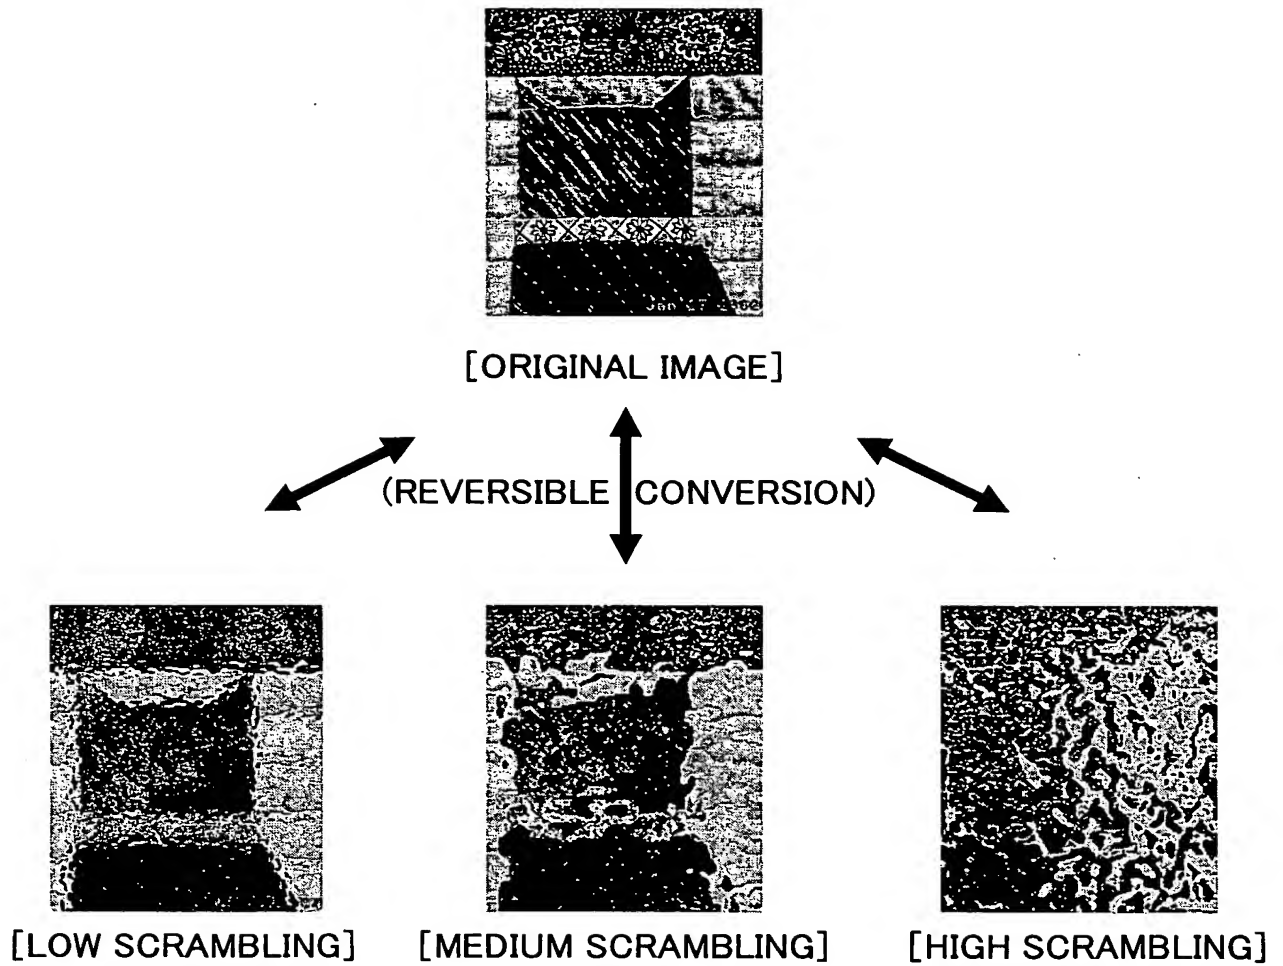 [ORIGINAL IMAGE]
(REVERSIBLE CONVERSION)
[LOW SCRAMBLING] [MEDIUM SCRAMBLING] [HIGH SCRAMBLING]